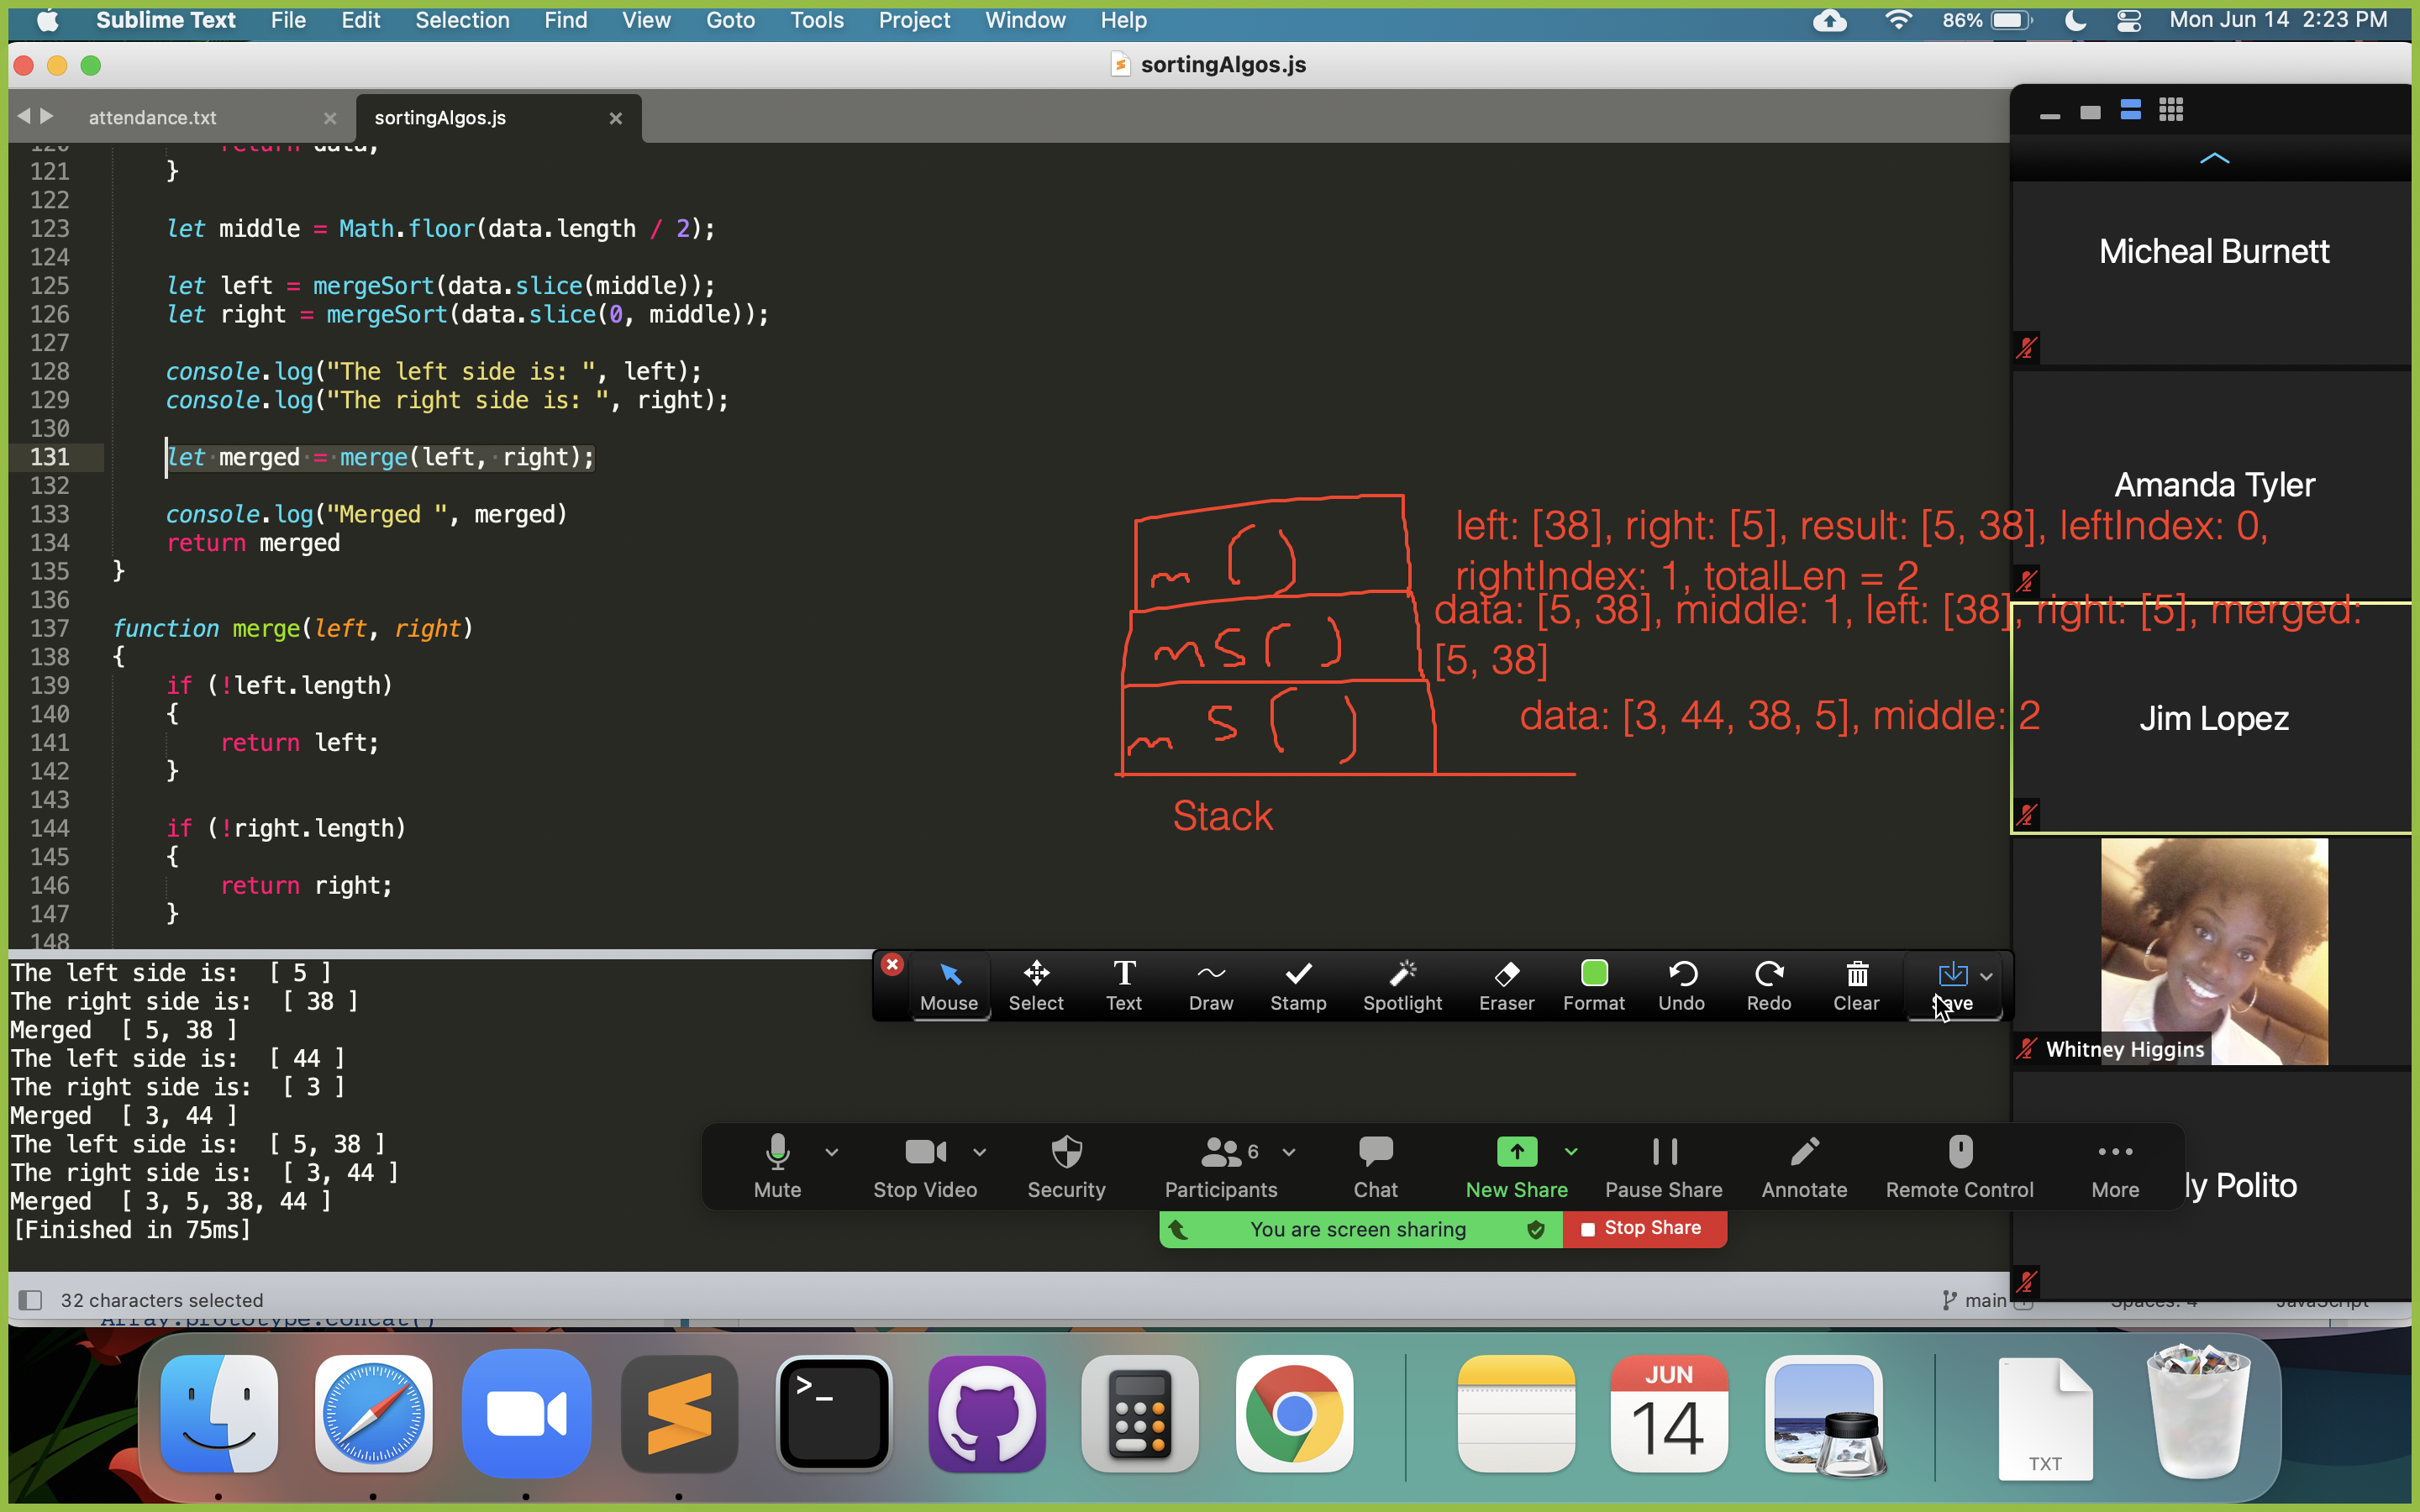 Sublime Text File Edit Selection Find View Goto Tools Project Window Help 86% Mon Jun 14 2:23 PM
sortingAlgos.js
attendance.txt sortingAlgos.js
120 return data;
121 }
122
123 let middle = Math.floor(data.length / 2);
124
125 let left = mergeSort(data.slice(middle));
126 let right = mergeSort(data.slice(0, middle));
127
128 console.log("The left side is: ", left);
129 console.log("The right side is: ", right);
130
131 let merged = merge(left, right);
132
133 console.log("Merged ", merged)
134 return merged
135 }
136
137 function merge(left, right)
138 {
139 if (!left.length)
140 {
141 return left;
142 }
143
144 if (!right.length)
145 {
146 return right;
147 }
148
m ( )
ms( )
m s ( )
Stack
left: [38], right: [5], result: [5, 38], leftIndex: 0,
rightIndex: 1, totalLen = 2
data: [5, 38], middle: 1, left: [38], right: [5], merged:
[5, 38]
data: [3, 44, 38, 5], middle: 2
Micheal Burnett
Amanda Tyler
Jim Lopez
Whitney Higgins
ly Polito
Mouse Select Text Draw Stamp Spotlight Eraser Format Undo Redo Clear Save
The left side is: [ 5 ]
The right side is: [ 38 ]
Merged [ 5, 38 ]
The left side is: [ 44 ]
The right side is: [ 3 ]
Merged [ 3, 44 ]
The left side is: [ 5, 38 ]
The right side is: [ 3, 44 ]
Merged [ 3, 5, 38, 44 ]
[Finished in 75ms]
6
Mute Stop Video Security Participants Chat New Share Pause Share Annotate Remote Control More
You are screen sharing Stop Share
32 characters selected main Spaces: 4 JavaScript
Array.prototype.concat()
JUN
14
TXT